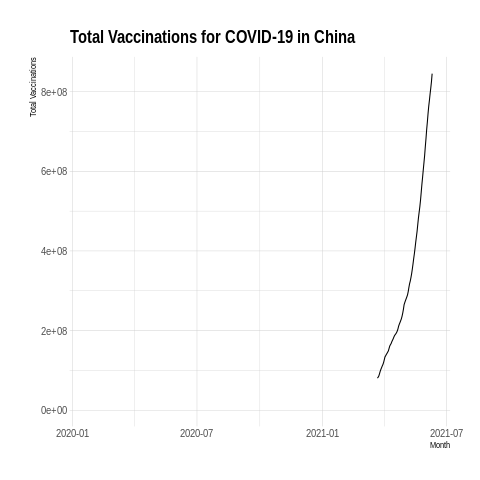 Total Vaccinations for COVID-19 in China
Total Vaccinations
8e+08
6e+08
4e+08
2e+08
0e+00
2020-01 2020-07 2021-01 2021-07
Month